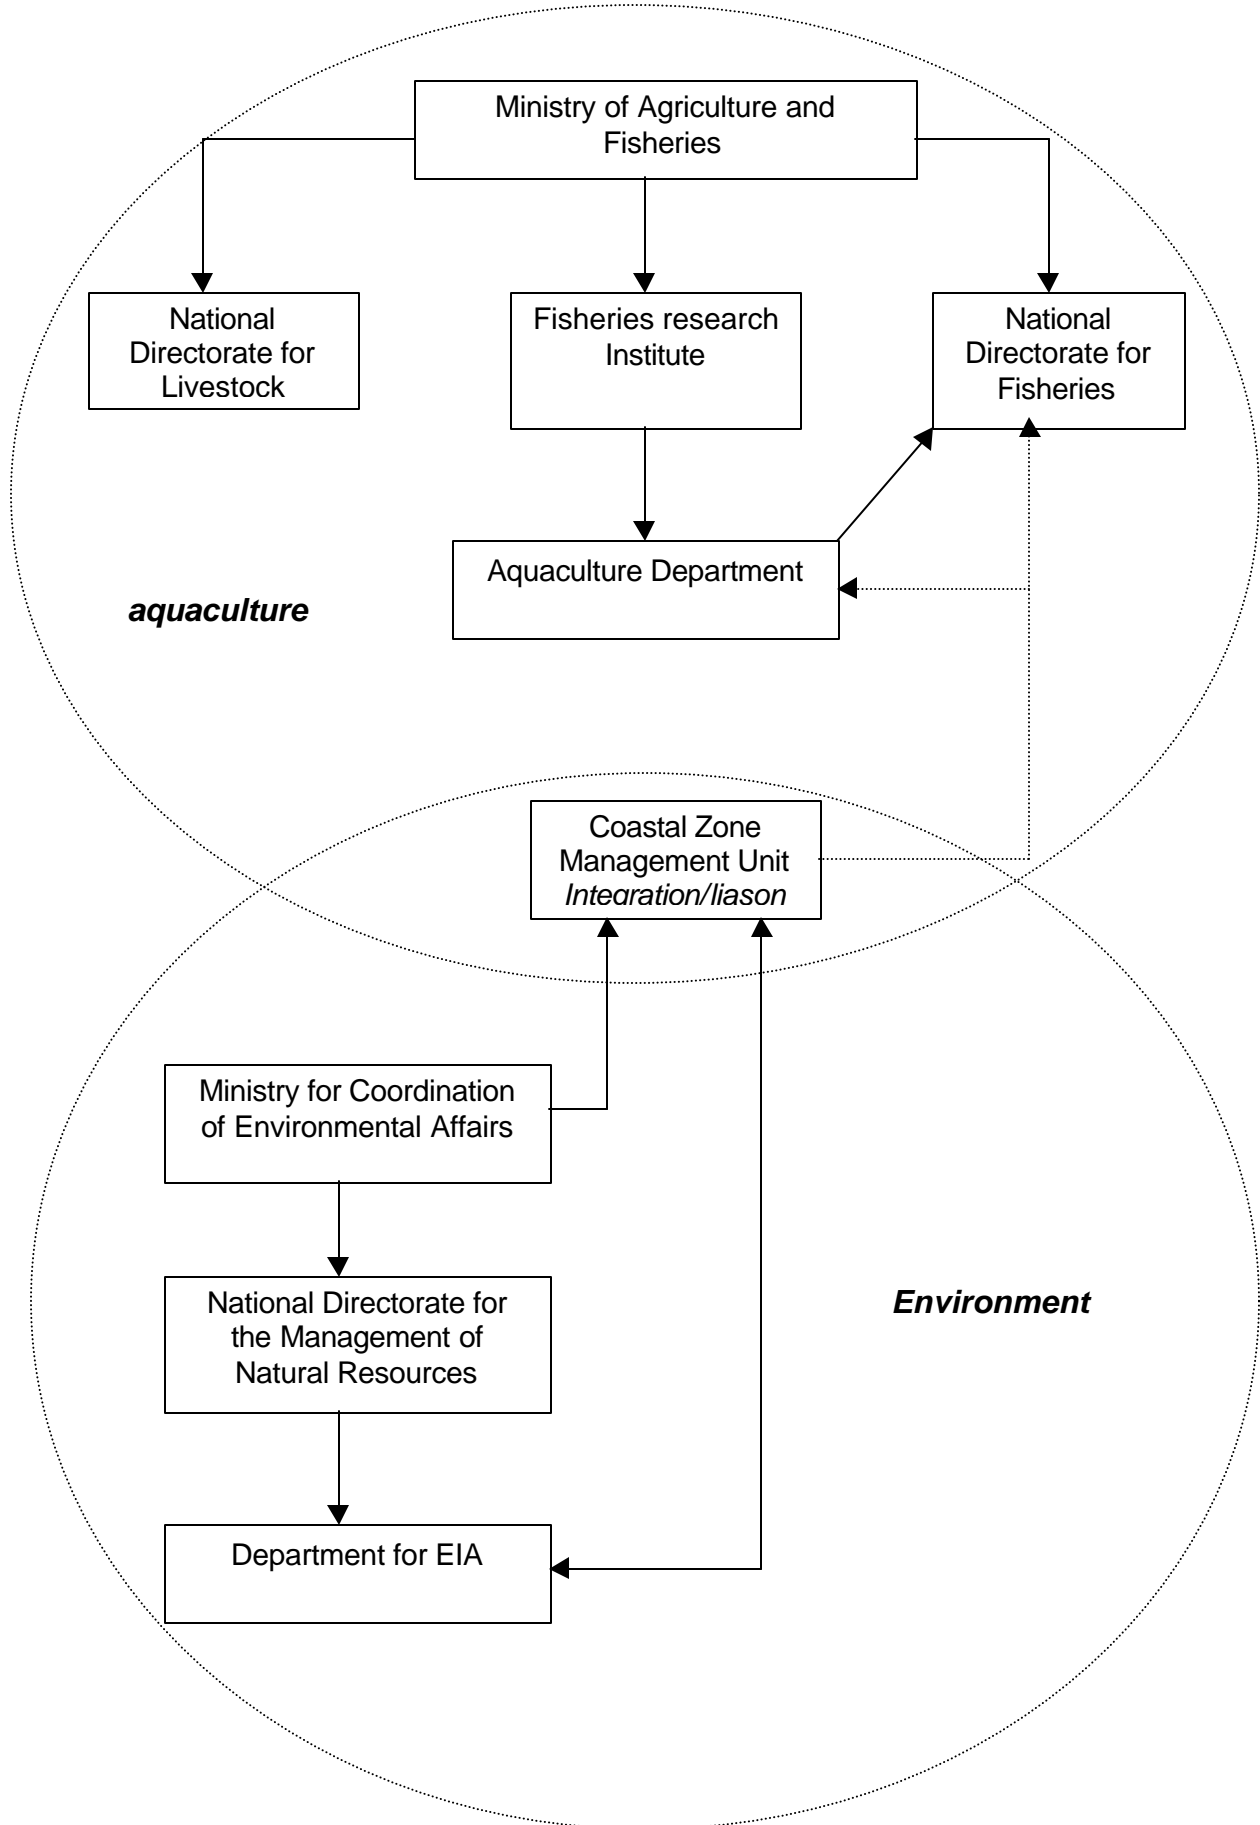 Ministry of Agriculture and
Fisheries
National
Directorate for
Livestock
Fisheries research
Institute
National
Directorate for
Fisheries
Aquaculture Department
aquaculture
Coastal Zone
Management Unit
Integration/liason
Ministry for Coordination
of Environmental Affairs
National Directorate for
the Management of
Natural Resources
Environment
Department for EIA